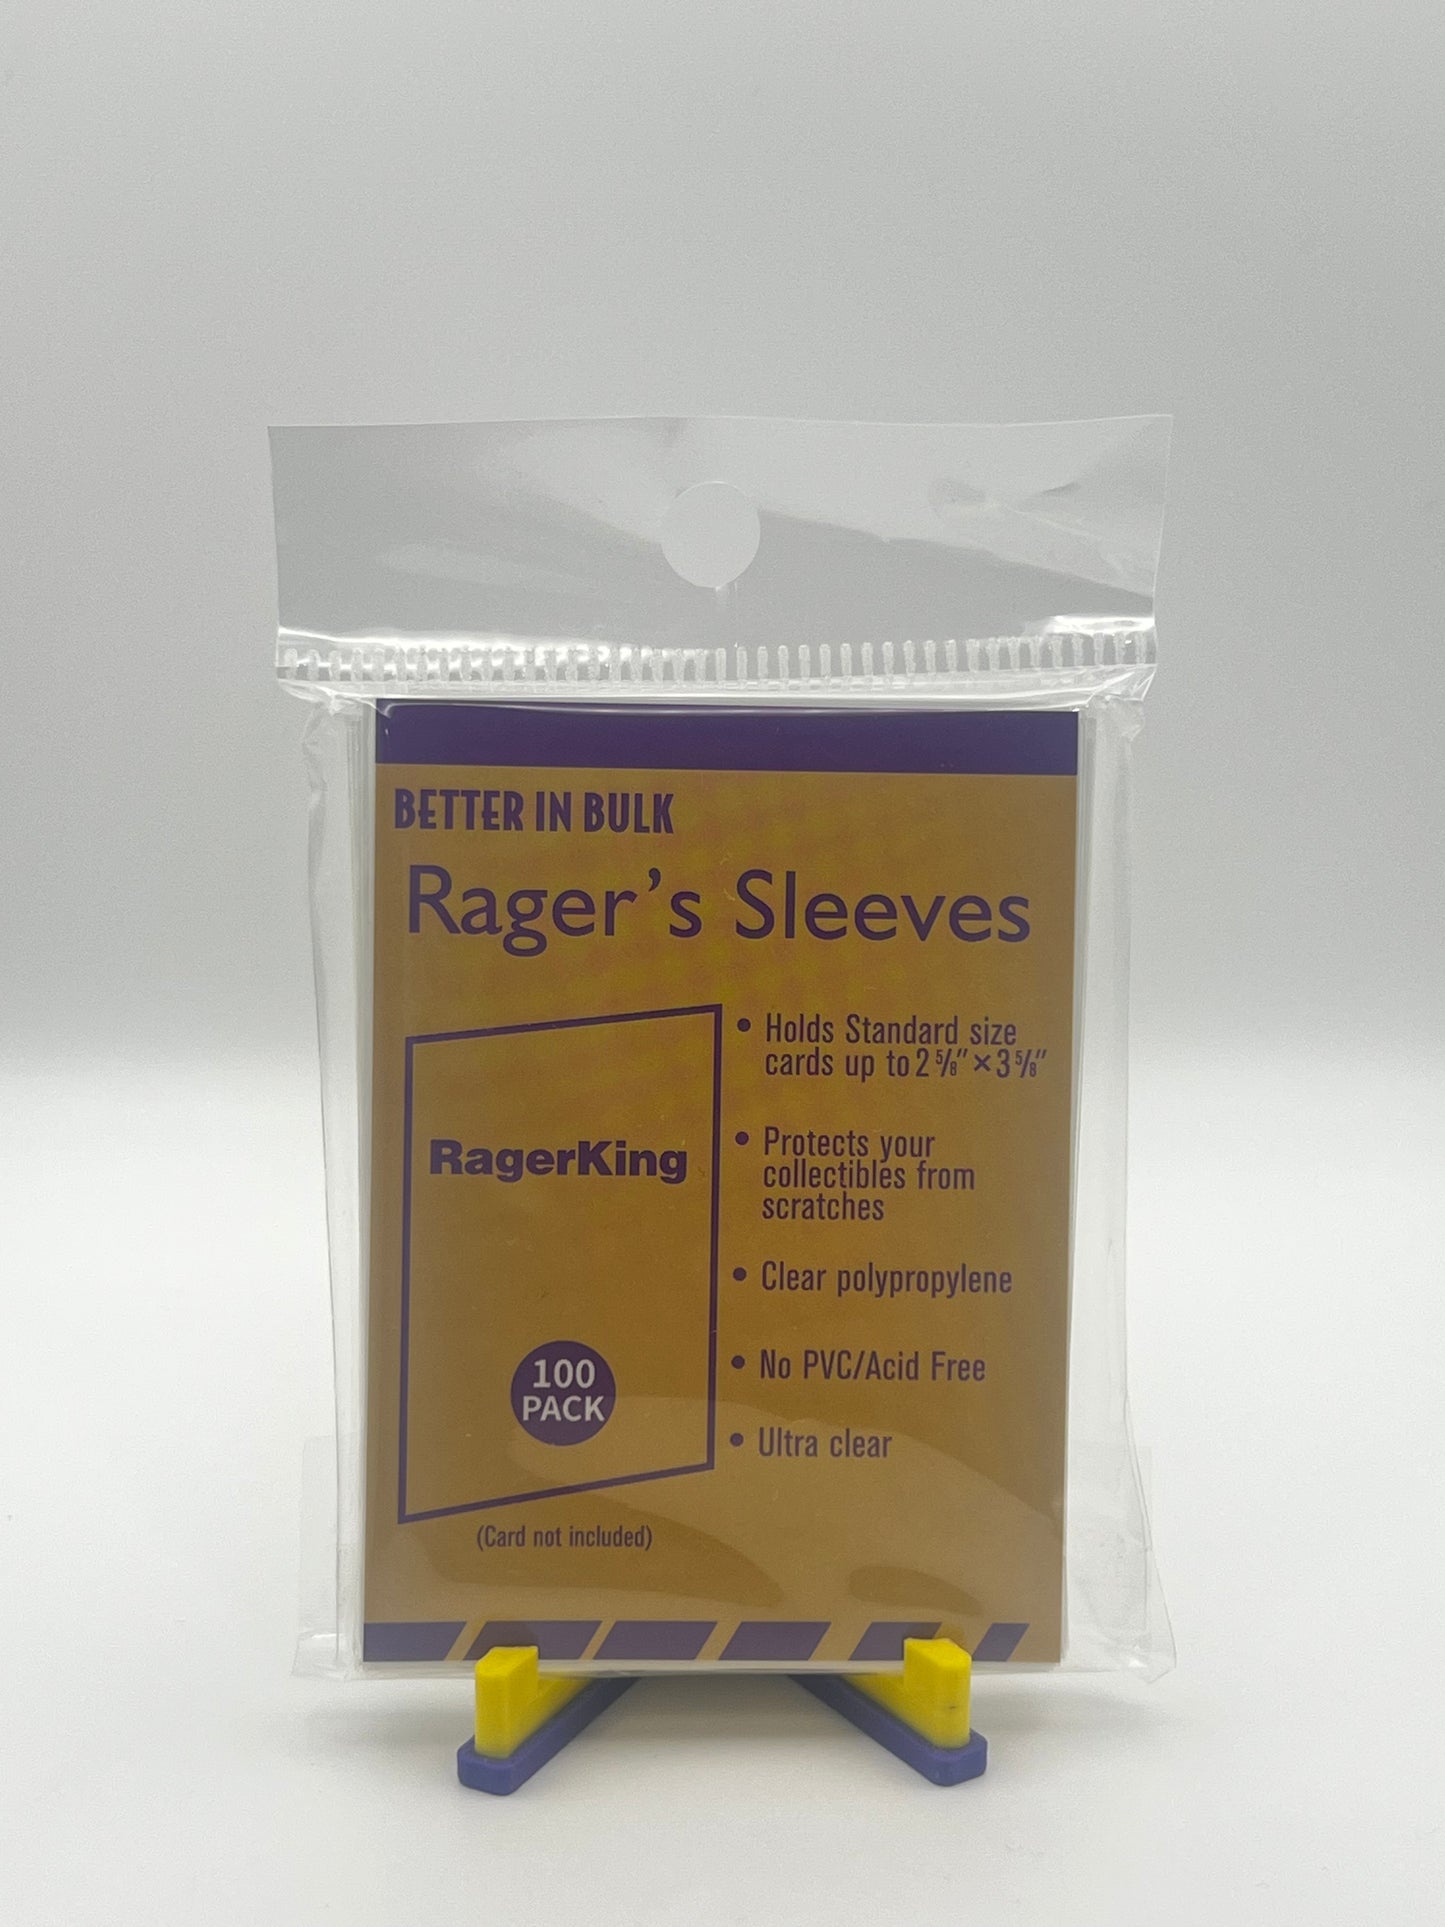 BETTER IN BULK
Rager's Sleeves
RagerKing
100
PACK
(Card not included)
• Holds Standard size
cards up to 2 5/8" × 3 5/8"
• Protects your
collectibles from
scratches
• Clear polypropylene
• No PVC/Acid Free
• Ultra clear